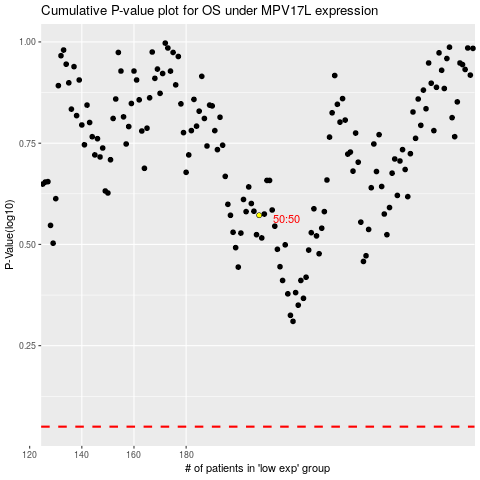 Cumulative P-value plot for OS under MPV17L expression
P-Value(log10)
1.00
0.75
0.50
0.25
50:50
120 140 160 180
# of patients in 'low exp' group